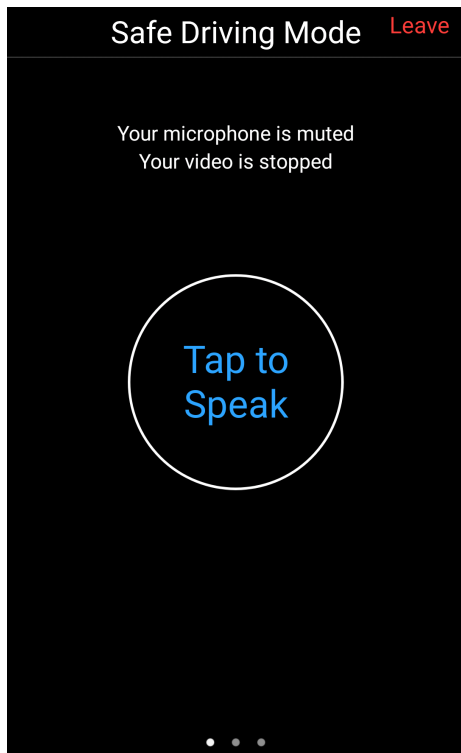 Safe Driving Mode
Leave
Your microphone is muted
Your video is stopped
Tap to
Speak